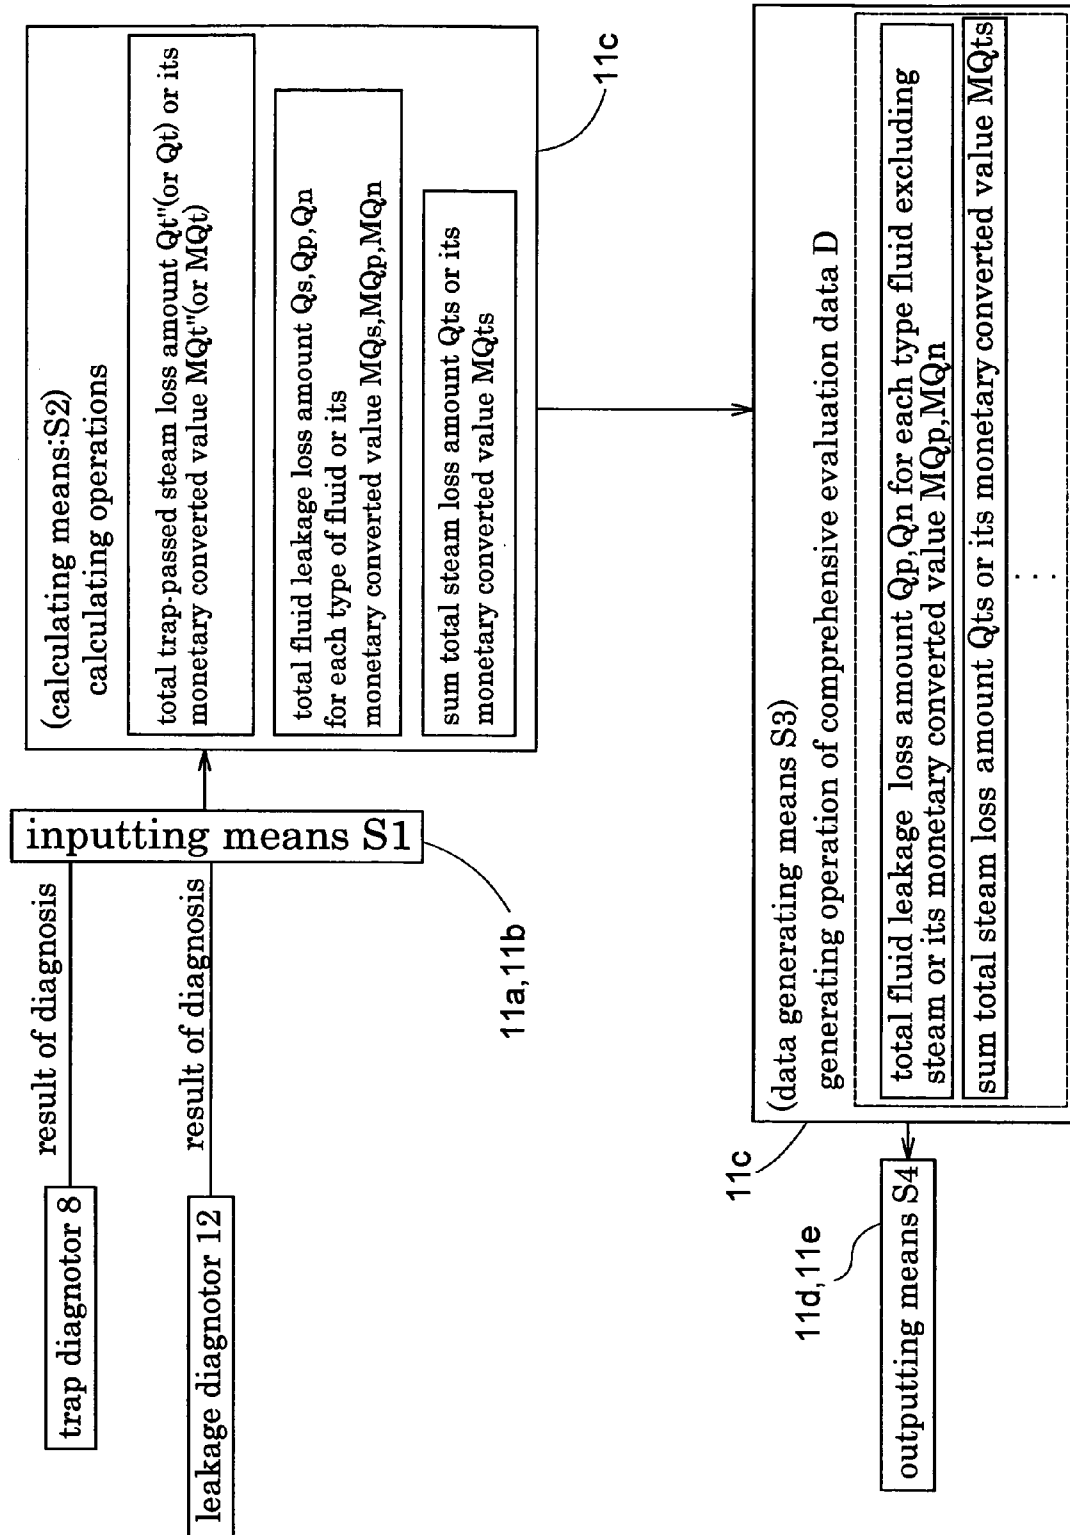 trap diagnotor 8
result of diagnosis
leakage diagnotor 12
result of diagnosis
inputting means S1
11a,11b
(calculating means:S2)
calculating operations
total trap-passed steam loss amount Qt"(or Qt) or its
monetary converted value MQt"(or MQt)
total fluid leakage loss amount Qs,Qp,Qn
for each type of fluid or its
monetary converted value MQs,MQp,MQn
sum total steam loss amount Qts or its
monetary converted value MQts
11c
(data generating means S3)
generating operation of comprehensive evaluation data D
total fluid leakage loss amount Qp,Qn for each type fluid excluding
steam or its monetary converted value MQp,MQn
sum total steam loss amount Qts or its monetary converted value MQts
...
11c
outputting means S4
11d,11e